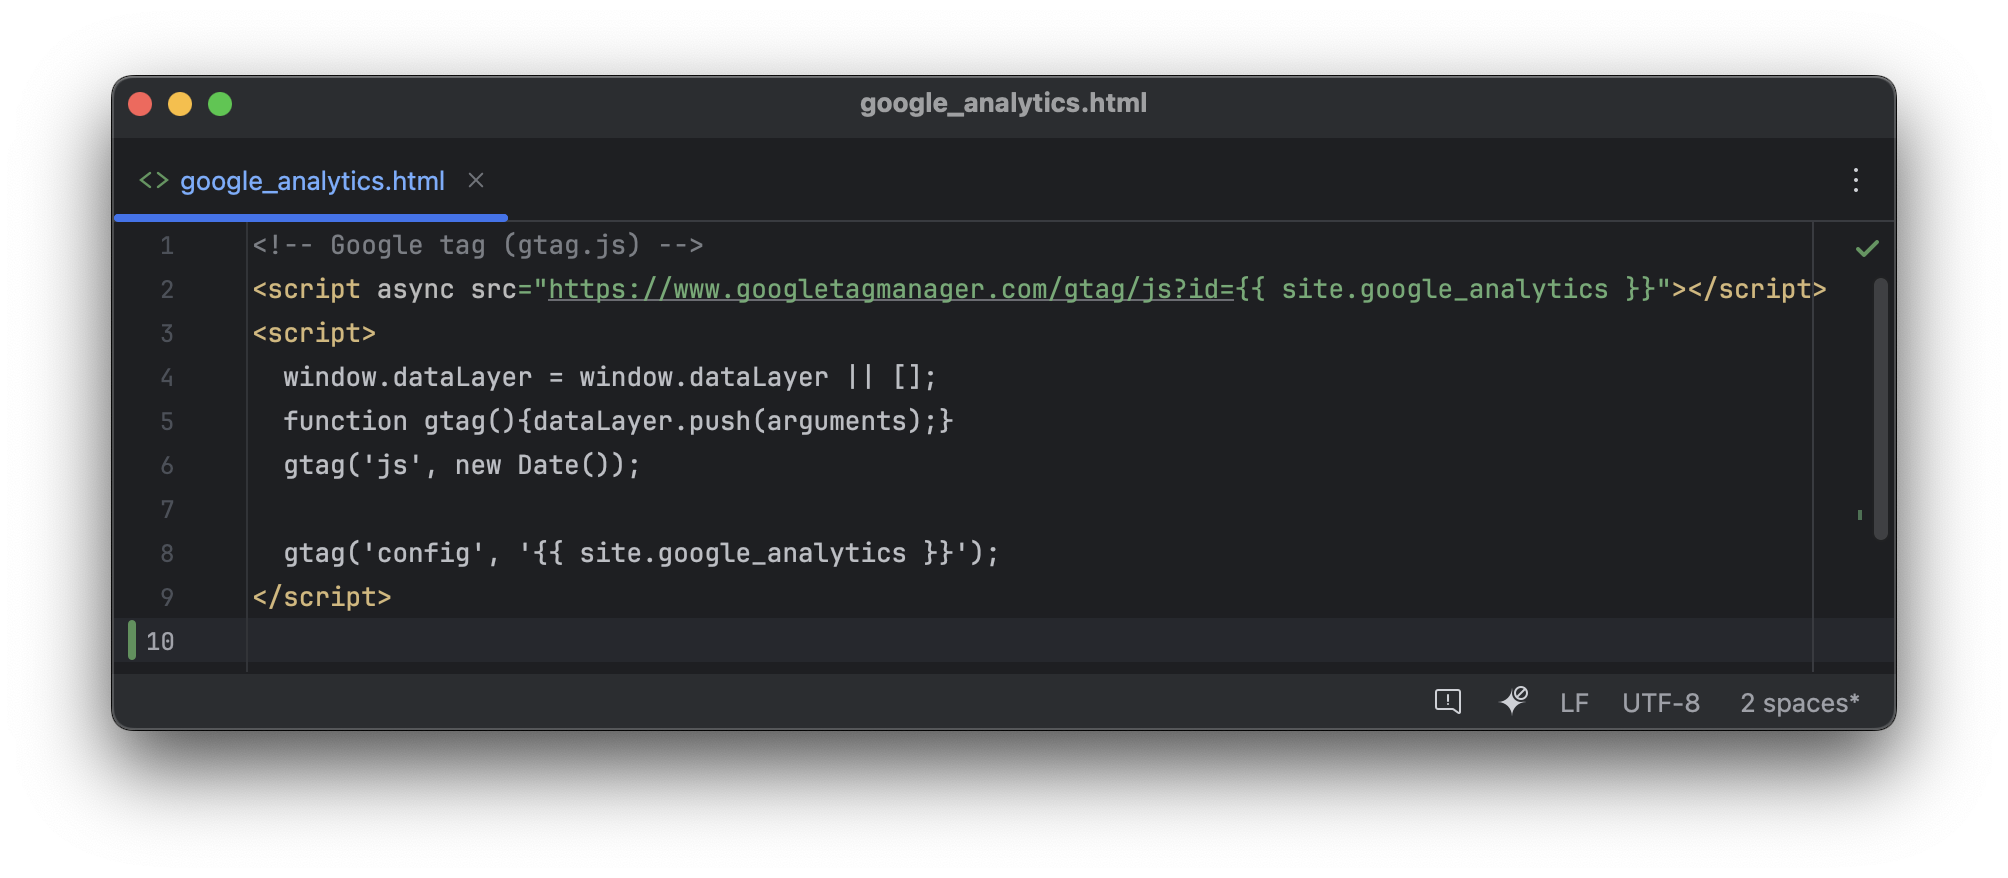 google_analytics.html
<> google_analytics.html ×
1 <!-- Google tag (gtag.js) -->
2 <script async src="https://www.googletagmanager.com/gtag/js?id={{ site.google_analytics }}"></script>
3 <script>
4   window.dataLayer = window.dataLayer || [];
5   function gtag(){dataLayer.push(arguments);}
6   gtag('js', new Date());
7
8   gtag('config', '{{ site.google_analytics }}');
9 </script>
10
LF UTF-8 2 spaces*